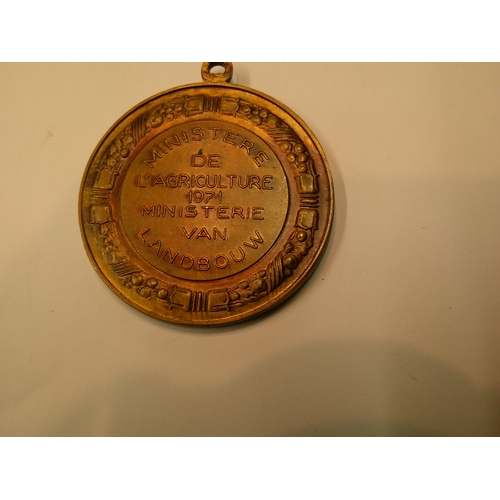 MINISTERE
DE
L'AGRICULTURE
1971
MINISTERIE
VAN
LANDBOUW